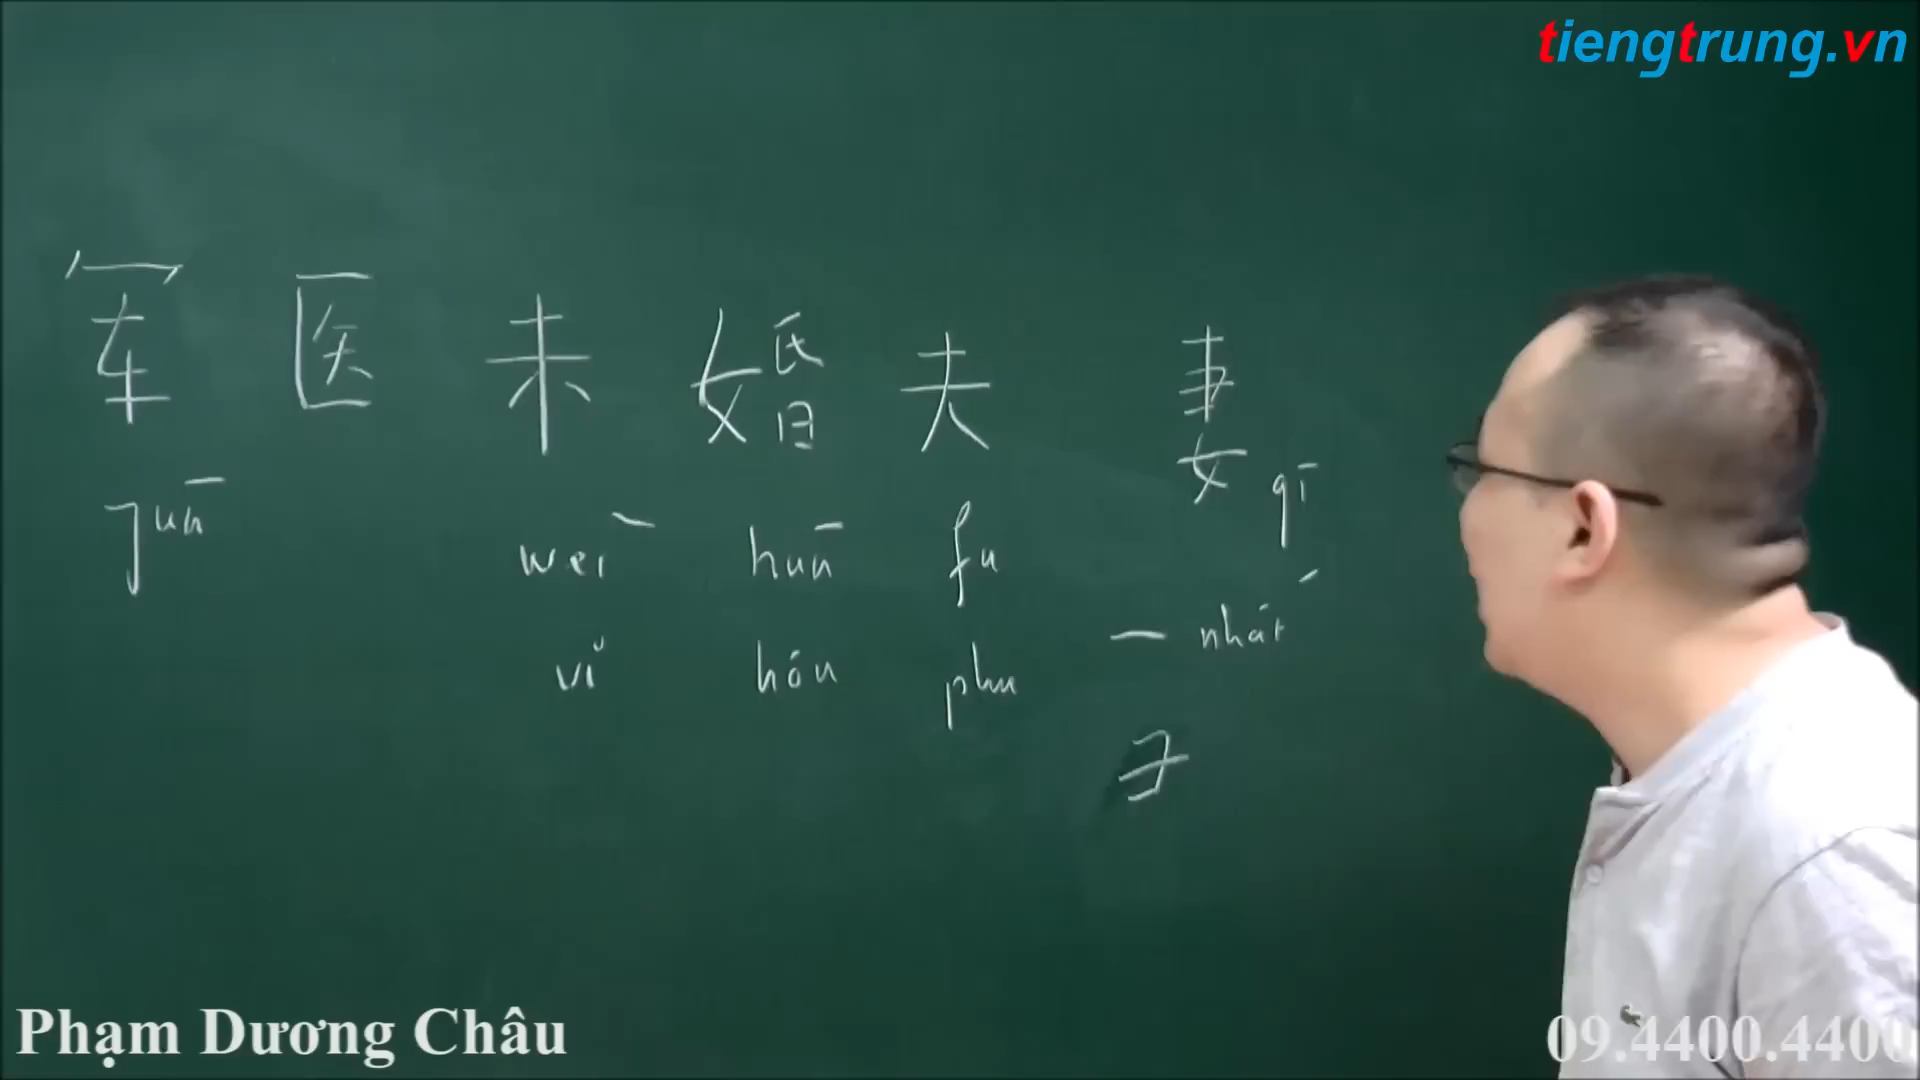 tiengtrung.vn
军 医 未 婚 夫 妻
jūn wèi hūn fu qī
vị hôn phu
一 nhất
彐
Phạm Dương Châu
09.4400.4400